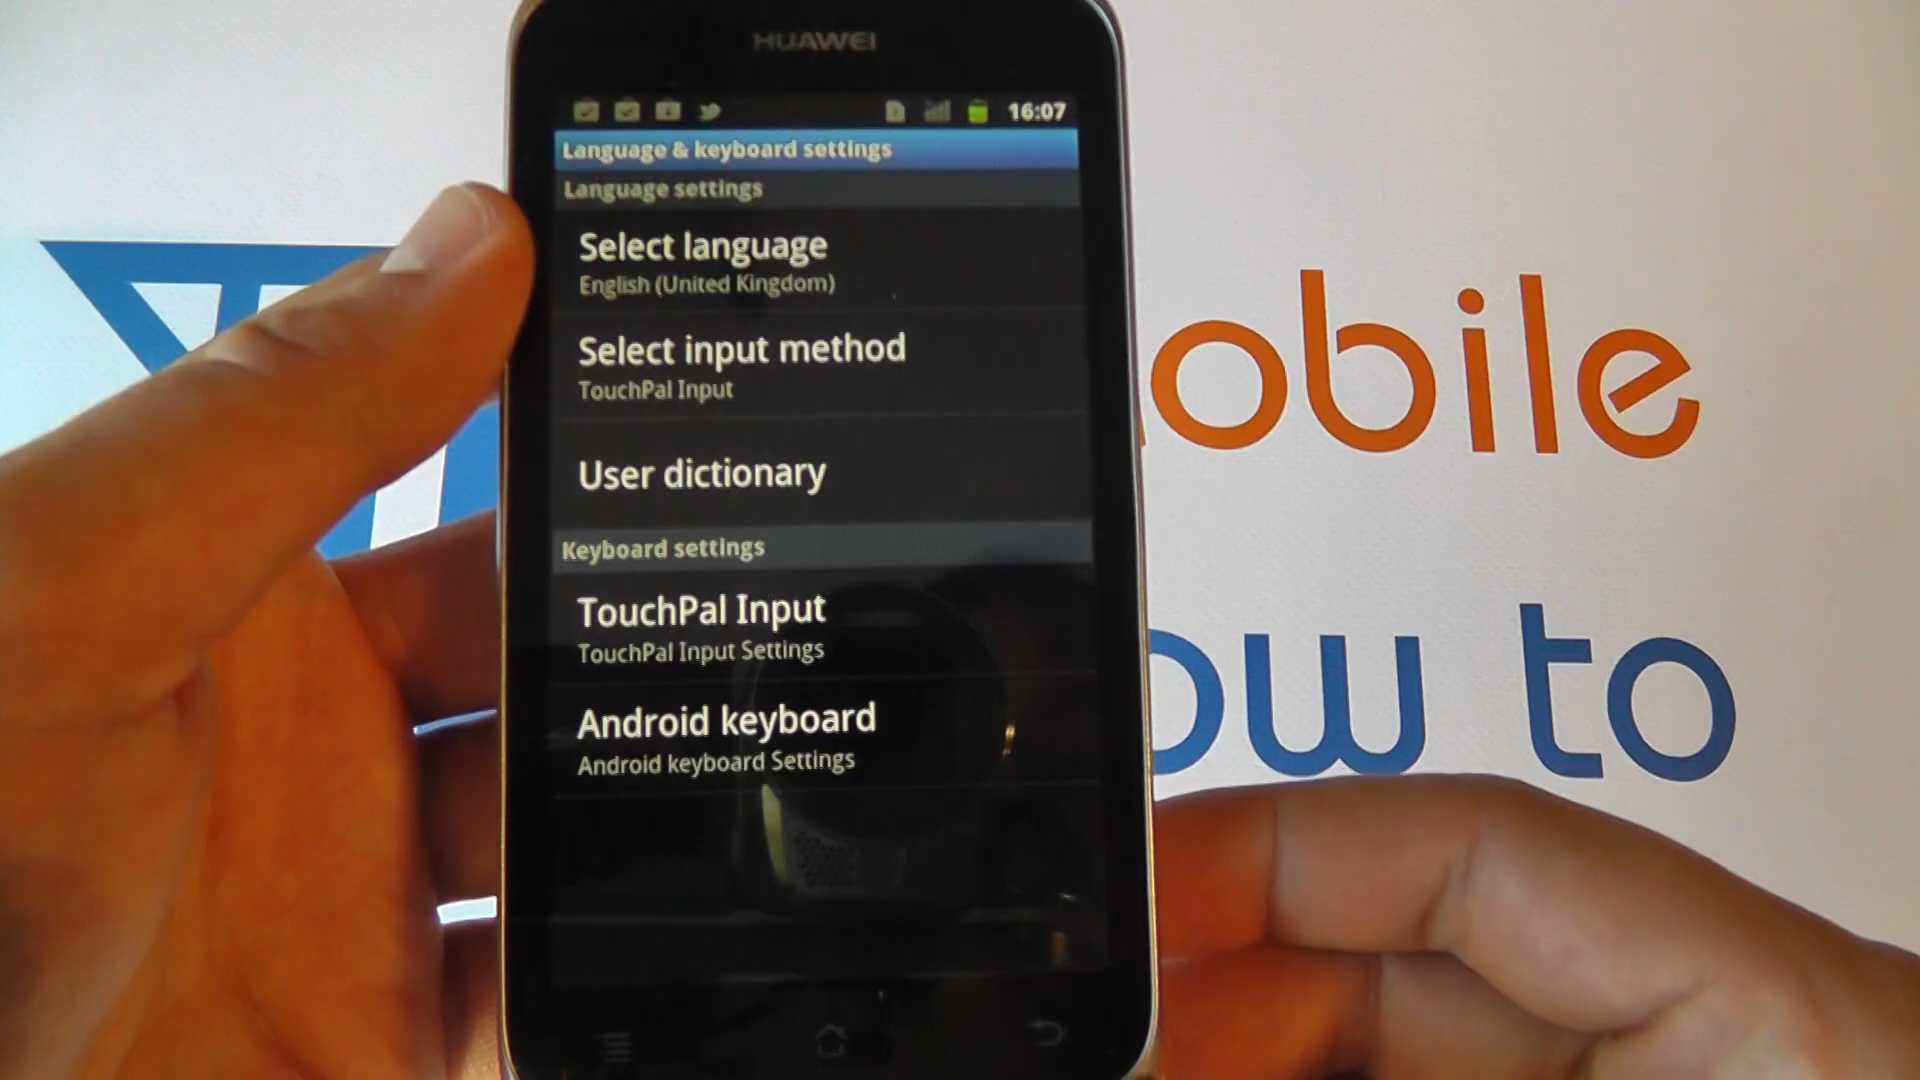 HUAWEI
16:07
Language & keyboard settings
Language settings
Select language
English (United Kingdom)
Select input method
TouchPal Input
User dictionary
Keyboard settings
TouchPal Input
TouchPal Input Settings
Android keyboard
Android keyboard Settings
obile
ow to